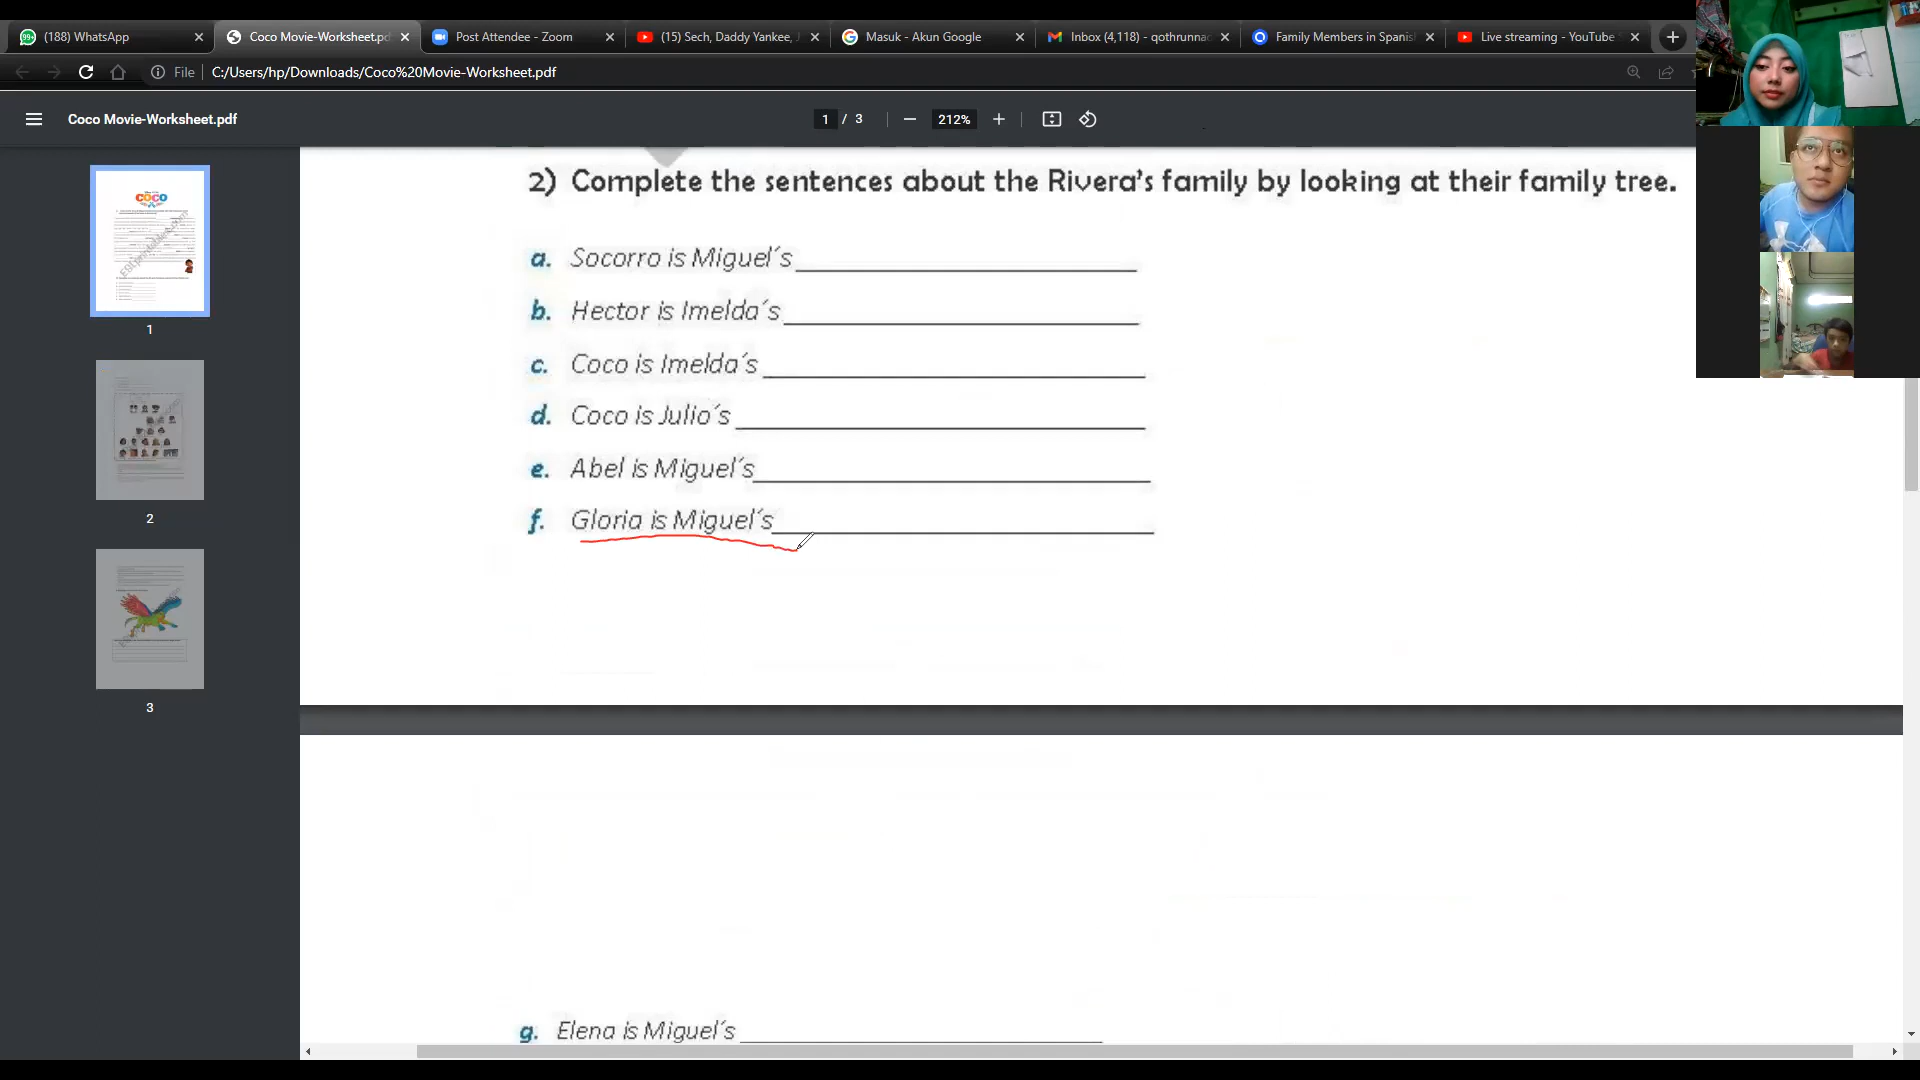 (188) WhatsApp
Coco Movie-Worksheet.pd
Post Attendee - Zoom
(15) Sech, Daddy Yankee, J
Masuk - Akun Google
Inbox (4,118) - qothrunnad
Family Members in Spanis
Live streaming - YouTube S
File
C:/Users/hp/Downloads/Coco%20Movie-Worksheet.pdf
Coco Movie-Worksheet.pdf
1 / 3
212%
COCO
1
2
3
2) Complete the sentences about the Rivera's family by looking at their family tree.
a. Socorro is Miguel´s
b. Hector is Imelda´s
c. Coco is Imelda´s
d. Coco is Julio´s
e. Abel is Miguel´s
f. Gloria is Miguel´s
g. Elena is Miguel´s